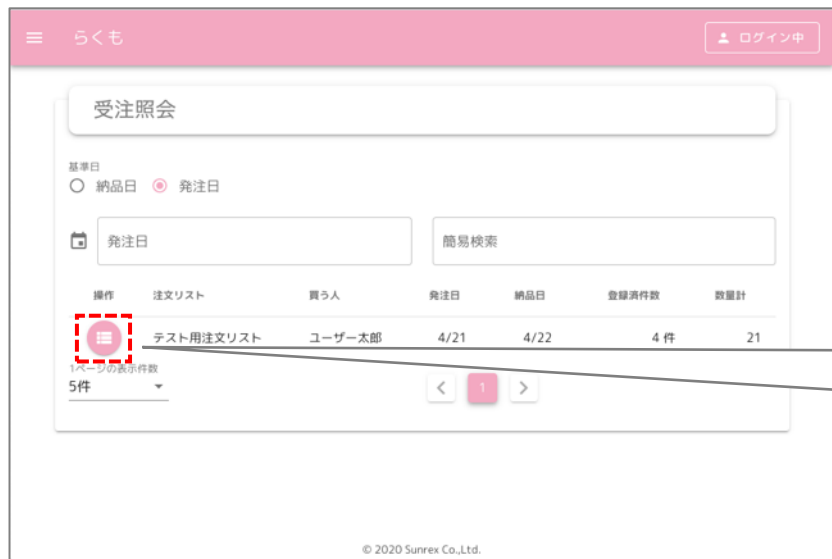 らくも
ログイン中
受注照会
基準日
納品日 発注日
発注日
簡易検索
操作 注文リスト 買う人 発注日 納品日 登録済件数 数量計
テスト用注文リスト ユーザー太郎 4/21 4/22 4 件 21
1ページの表示件数
5件
1
© 2020 Sunrex Co.,Ltd.